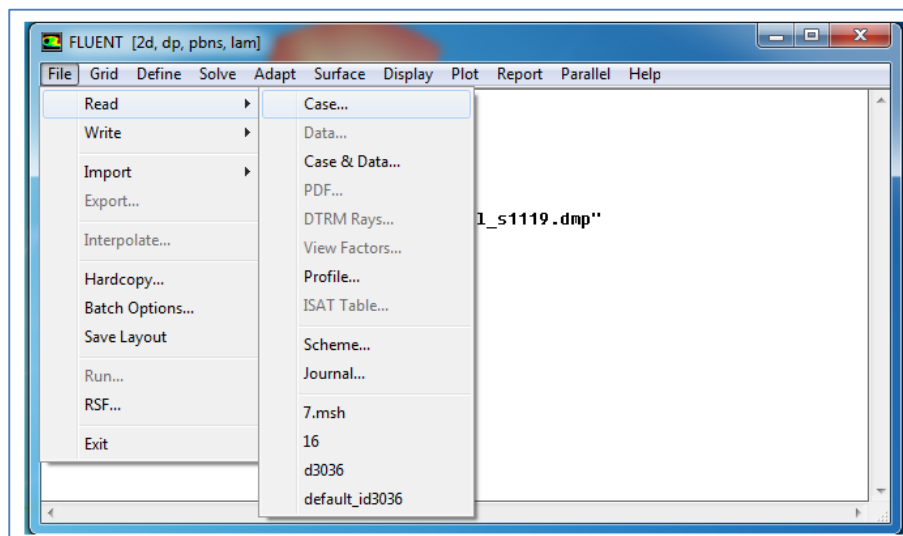 FLUENT [2d, dp, pbns, lam]
File Grid Define Solve Adapt Surface Display Plot Report Parallel Help
Read
Write
Import
Export...
Interpolate...
Hardcopy...
Batch Options...
Save Layout
Run...
RSF...
Exit
Case...
Data...
Case & Data...
PDF...
DTRM Rays...
View Factors...
Profile...
ISAT Table...
Scheme...
Journal...
7.msh
16
d3036
default_id3036
l_s1119.dmp"